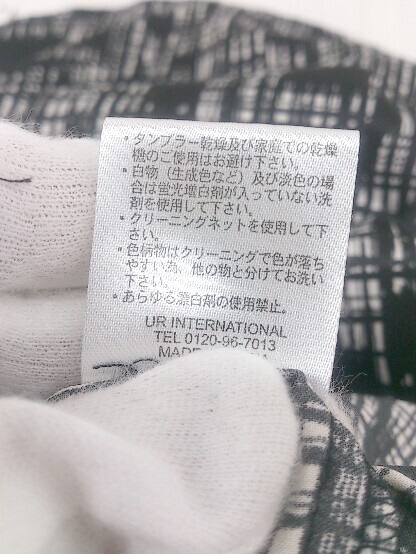 ・タンブラー乾燥及び家庭での乾燥
機のご使用はお避け下さい。
・白物（生成色など）及び淡色の場
合は蛍光増白剤が入っていない洗
剤を使用して下さい。
・クリーニングネットを使用して下
さい。
・色柄物はクリーニングで色が落ち
やすい為、他の物と分けてお洗い
下さい。
・あらゆる漂白剤の使用禁止。
UR INTERNATIONAL
TEL 0120-96-7013
MADE